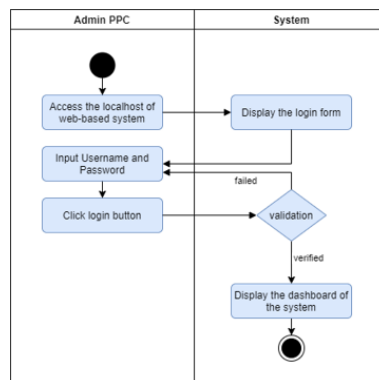 Admin PPC
System
Access the localhost of
web-based system
Display the login form
Input Username and
Password
failed
Click login button
validation
verified
Display the dashboard of
the system